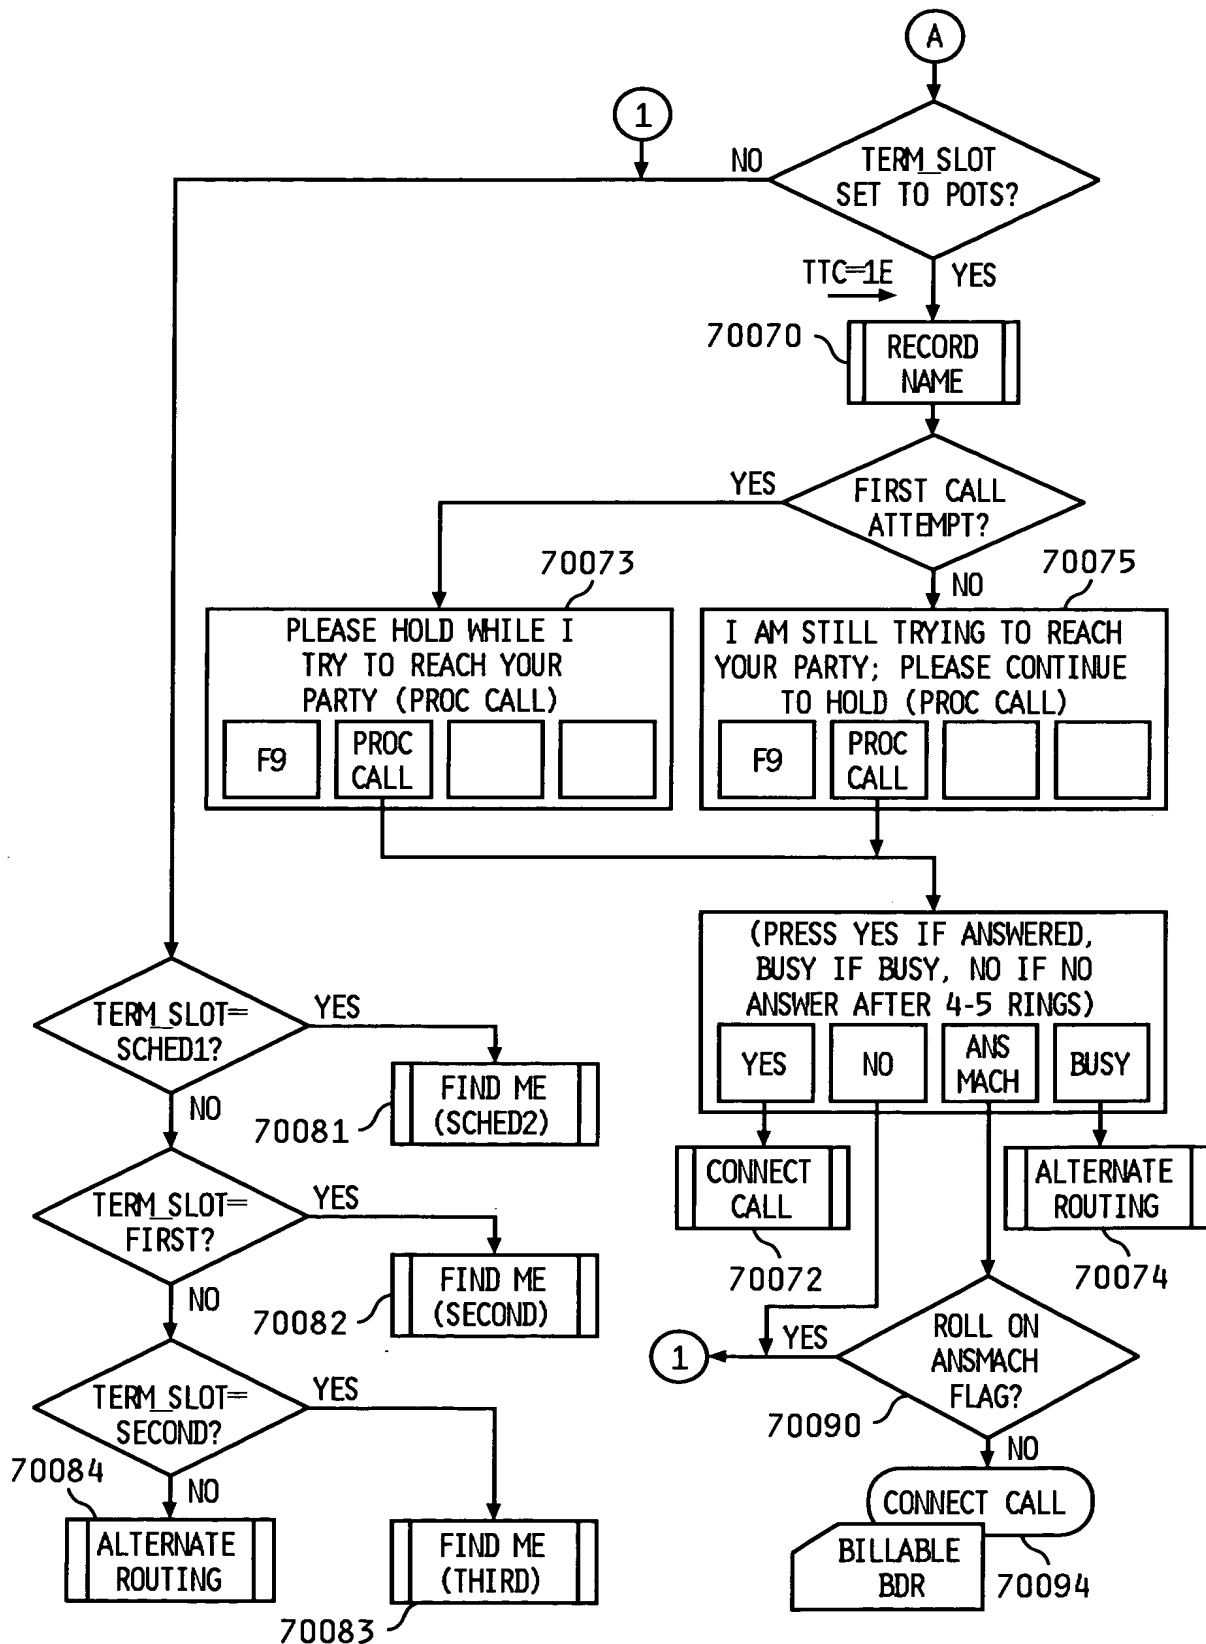 A
1
TERM_SLOT
SET TO POTS?
NO
TTC=1E
YES
70070
RECORD
NAME
YES
FIRST CALL
ATTEMPT?
NO
70073
70075
PLEASE HOLD WHILE I
TRY TO REACH YOUR
PARTY (PROC CALL)
F9
PROC
CALL
I AM STILL TRYING TO REACH
YOUR PARTY; PLEASE CONTINUE
TO HOLD (PROC CALL)
F9
PROC
CALL
(PRESS YES IF ANSWERED,
BUSY IF BUSY, NO IF NO
ANSWER AFTER 4-5 RINGS)
YES
NO
ANS
MACH
BUSY
TERM_SLOT=
SCHED1?
YES
NO
FIND ME
(SCHED2)
70081
CONNECT
CALL
70072
ALTERNATE
ROUTING
70074
TERM_SLOT=
FIRST?
YES
NO
FIND ME
(SECOND)
70082
1
YES
ROLL ON
ANSMACH
FLAG?
70090
NO
TERM_SLOT=
SECOND?
YES
NO
70084
ALTERNATE
ROUTING
FIND ME
(THIRD)
70083
CONNECT CALL
BILLABLE
BDR
70094